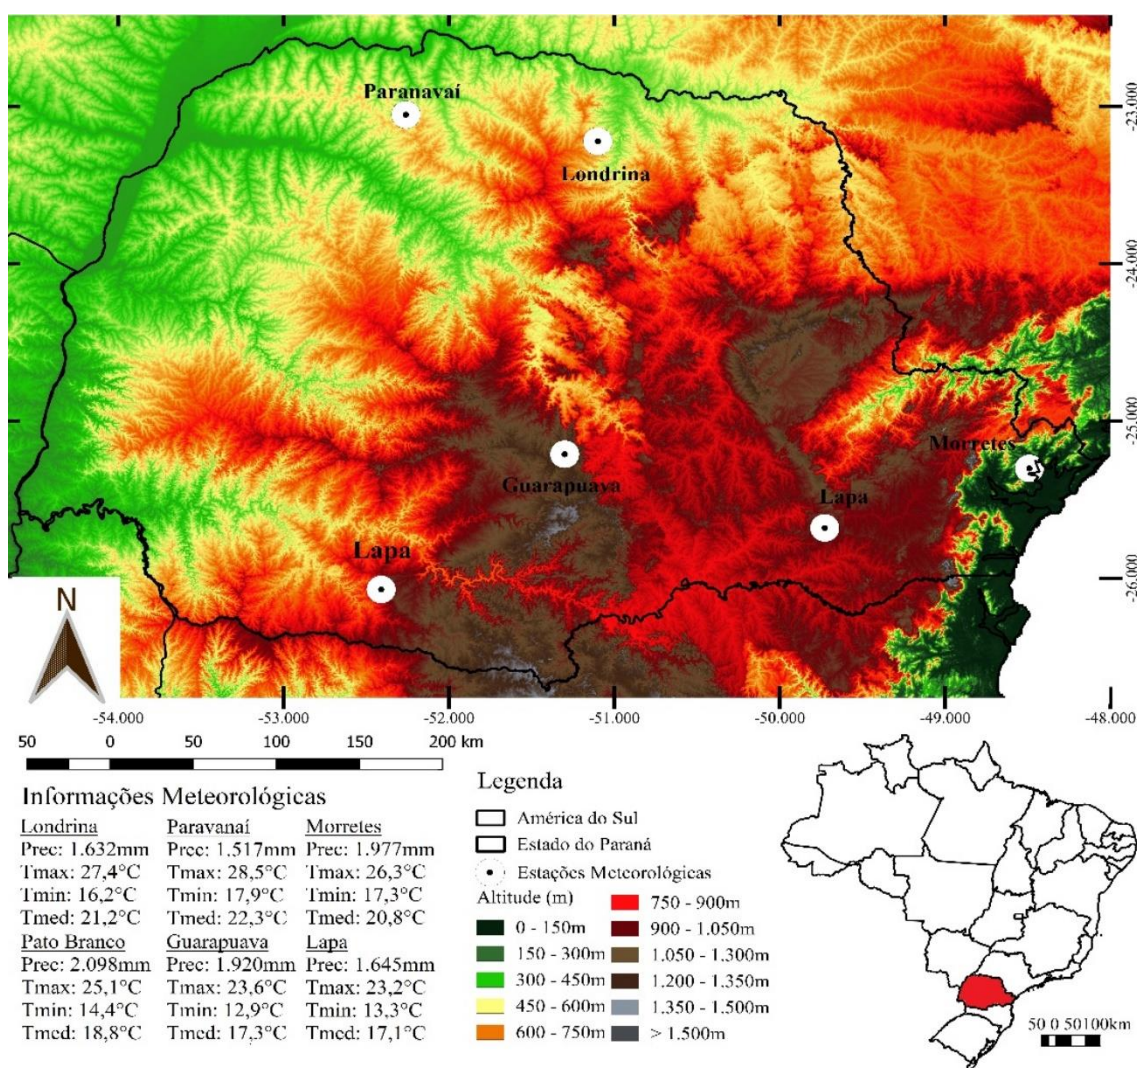 Paranavaí
Londrina
Morretes
Guarapuava
Lapa
Lapa
N
-23.000
-24.000
-25.000
-26.000
-54.000 -53.000 -52.000 -51.000 -50.000 -49.000 -48.000
50 0 50 100 150 200 km
Informações Meteorológicas
Londrina Paravanaí Morretes
Prec: 1.632mm Prec: 1.517mm Prec: 1.977mm
Tmax: 27,4°C Tmax: 28,5°C Tmax: 26,3°C
Tmin: 16,2°C Tmin: 17,9°C Tmin: 17,3°C
Tmed: 21,2°C Tmed: 22,3°C Tmed: 20,8°C
Pato Branco Guarapuava Lapa
Prec: 2.098mm Prec: 1.920mm Prec: 1.645mm
Tmax: 25,1°C Tmax: 23,6°C Tmax: 23,2°C
Tmin: 14,4°C Tmin: 12,9°C Tmin: 13,3°C
Tmed: 18,8°C Tmed: 17,3°C Tmed: 17,1°C
Legenda
América do Sul
Estado do Paraná
Estações Meteorológicas
Altitude (m)
0 - 150m
150 - 300m
300 - 450m
450 - 600m
600 - 750m
750 - 900m
900 - 1.050m
1.050 - 1.300m
1.200 - 1.350m
1.350 - 1.500m
> 1.500m
50 0 50100km